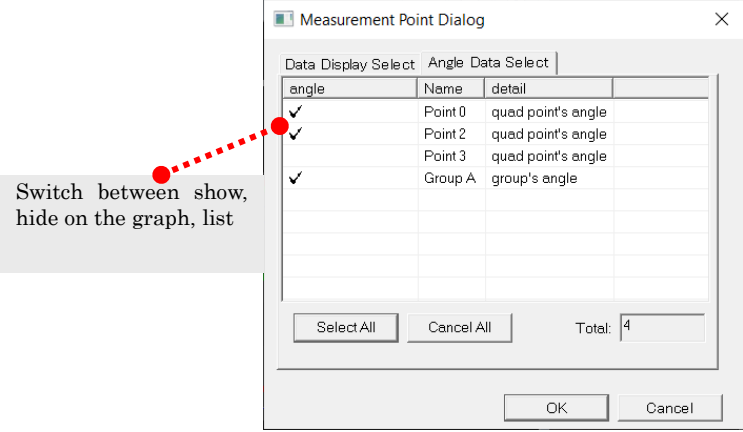 Measurement Point Dialog
Data Display Select Angle Data Select
angle Name detail
Point 0 quad point's angle
Point 2 quad point's angle
Point 3 quad point's angle
Group A group's angle
Switch between show,
hide on the graph, list
Select All Cancel All Total: 4
OK Cancel